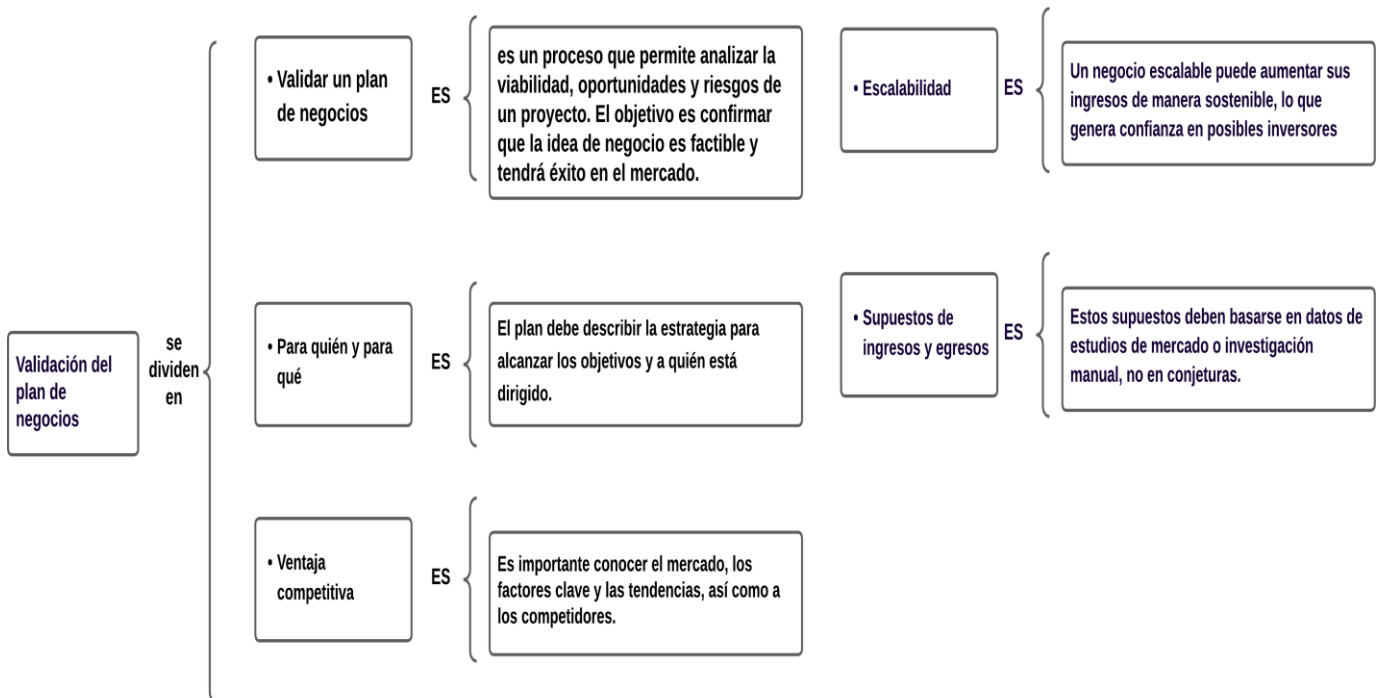 Validación del
plan de
negocios
se
dividen
en
• Validar un plan
de negocios
ES
es un proceso que permite analizar la
viabilidad, oportunidades y riesgos de
un proyecto. El objetivo es confirmar
que la idea de negocio es factible y
tendrá éxito en el mercado.
• Para quién y para
qué
ES
El plan debe describir la estrategia para
alcanzar los objetivos y a quién está
dirigido.
• Ventaja
competitiva
ES
Es importante conocer el mercado, los
factores clave y las tendencias, así como a
los competidores.
• Escalabilidad
ES
Un negocio escalable puede aumentar sus
ingresos de manera sostenible, lo que
genera confianza en posibles inversores
• Supuestos de
ingresos y egresos
ES
Estos supuestos deben basarse en datos de
estudios de mercado o investigación
manual, no en conjeturas.